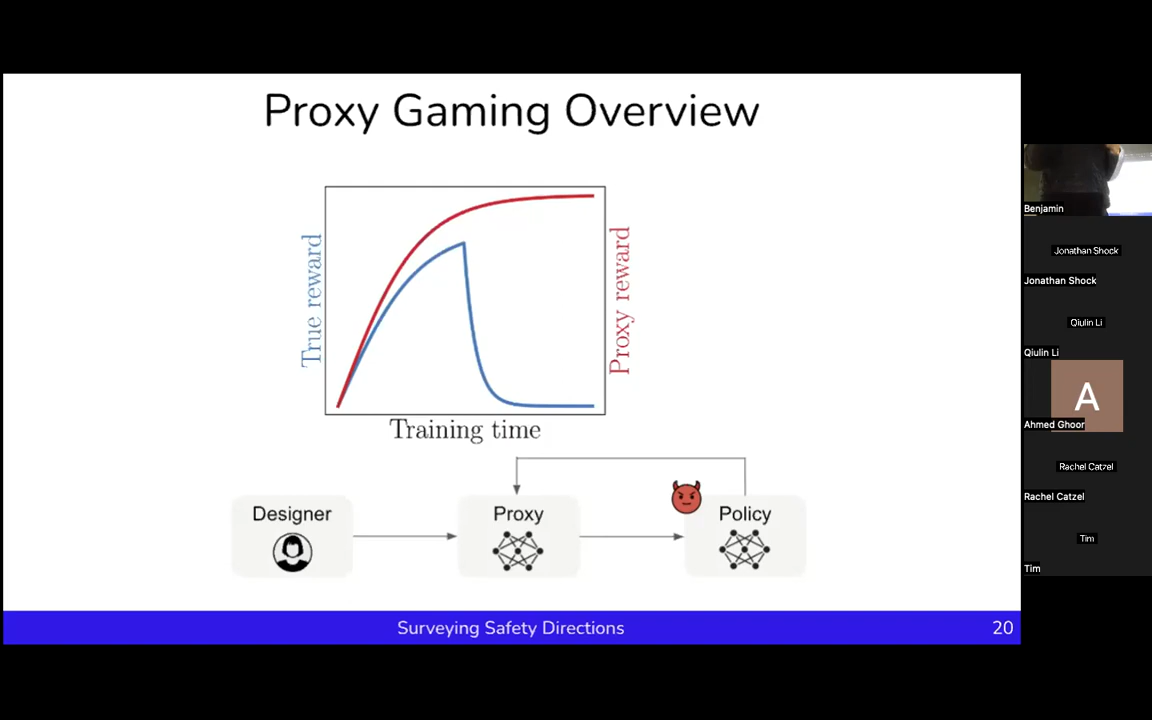 Proxy Gaming Overview
True reward
Proxy reward
Training time
Designer
Proxy
Policy
Surveying Safety Directions
20
Benjamin
Jonathan Shock
Jonathan Shock
Qiulin Li
Qiulin Li
A
Ahmed Ghoor
Rachel Catzel
Rachel Catzel
Tim
Tim